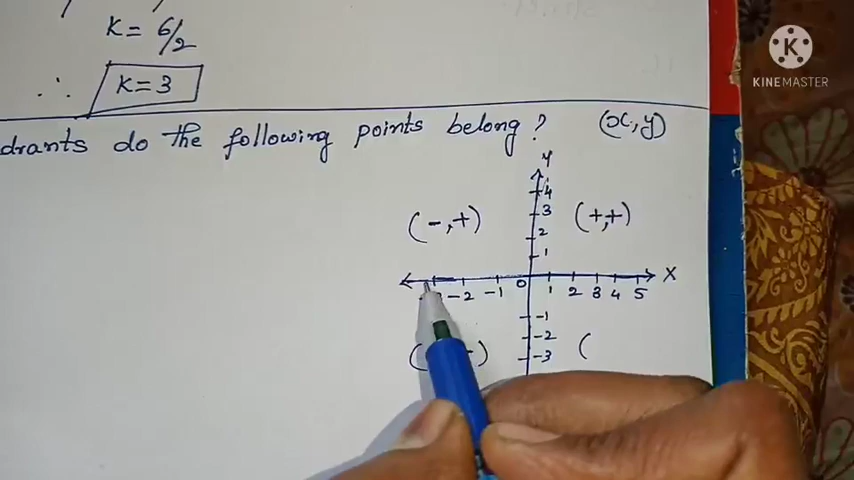 K = 6/2
∴ K = 3
drants do the following points belong? (x, y)
Y
4
(-,+) 3 (+,+)
2
1
0 X
-2 -1 1 2 3 4 5
-1
-2
( -) -3 (
K
KINEMASTER